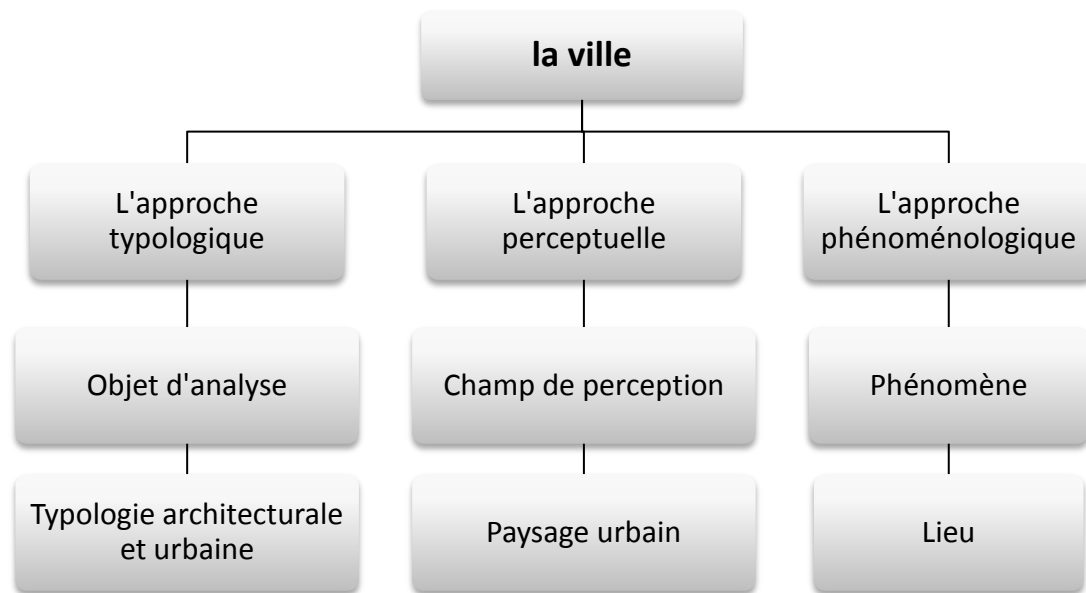 la ville
L'approche
typologique
L'approche
perceptuelle
L'approche
phénoménologique
Objet d'analyse
Champ de perception
Phénomène
Typologie architecturale
et urbaine
Paysage urbain
Lieu